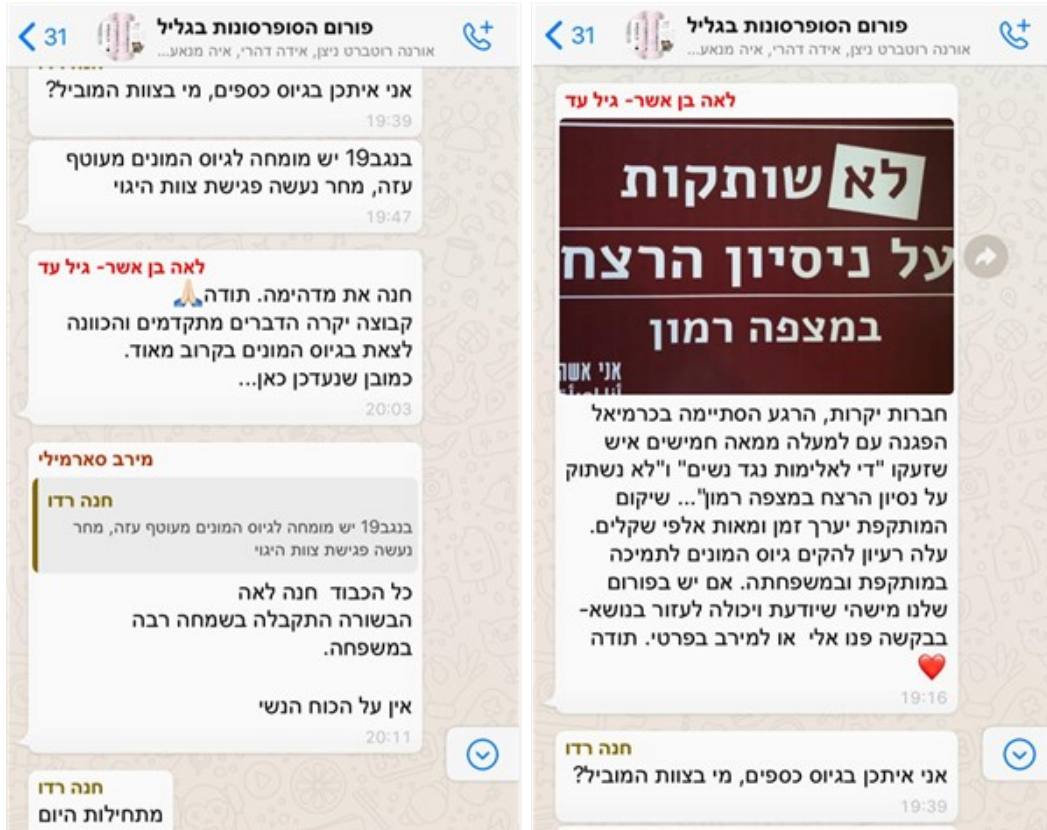 31
פורום הסופרסונות בגליל
אורנה רוטברט ניצן, אידה דהרי, איה מנאע...
אני איתכן בגיוס כספים, מי בצוות המוביל?
19:39
בנגב19 יש מומחה לגיוס המונים מעוטף
עזה, מחר נעשה פגישת צוות היגוי
19:47
לאה בן אשר- גיל עד
חנה את מדהימה. תודה🙏🏻
קבוצה יקרה הדברים מתקדמים והכוונה
לצאת בגיוס המונים בקרוב מאוד.
כמובן שנעדכן כאן...
20:03
מירב סארמילי
חנה רדו
בנגב19 יש מומחה לגיוס המונים מעוטף עזה, מחר
נעשה פגישת צוות היגוי
כל הכבוד  חנה לאה
הבשורה התקבלה בשמחה רבה
במשפחה.
אין על הכוח הנשי
20:11
חנה רדו
מתחילות היום
31
פורום הסופרסונות בגליל
אורנה רוטברט ניצן, אידה דהרי, איה מנאע...
לאה בן אשר- גיל עד
לא שותקות
על ניסיון הרצח
במצפה רמון
אני אשה
חברות יקרות, הרגע הסתיימה בכרמיאל
הפגנה עם למעלה ממאה חמישים איש
שזעקו "די לאלימות נגד נשים" ו"לא נשתוק
על נסיון הרצח במצפה רמון"... שיקום
המותקפת יערך זמן ומאות אלפי שקלים.
עלה רעיון להקים גיוס המונים לתמיכה
במותקפת ובמשפחתה. אם יש בפורום
שלנו מישהי שיודעת ויכולה לעזור בנושא-
בבקשה פנו אלי  או למירב בפרטי. תודה
❤️
19:16
חנה רדו
אני איתכן בגיוס כספים, מי בצוות המוביל?
19:39